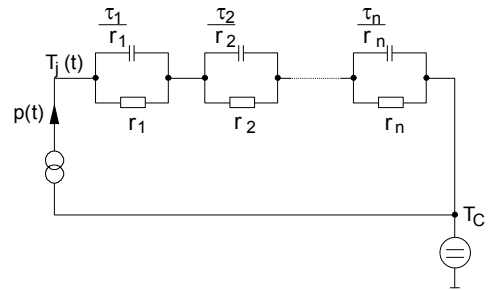 τ1 τ2 τn
r1 r2 rn
Tj (t)
r1 r2 rn
p(t)
TC